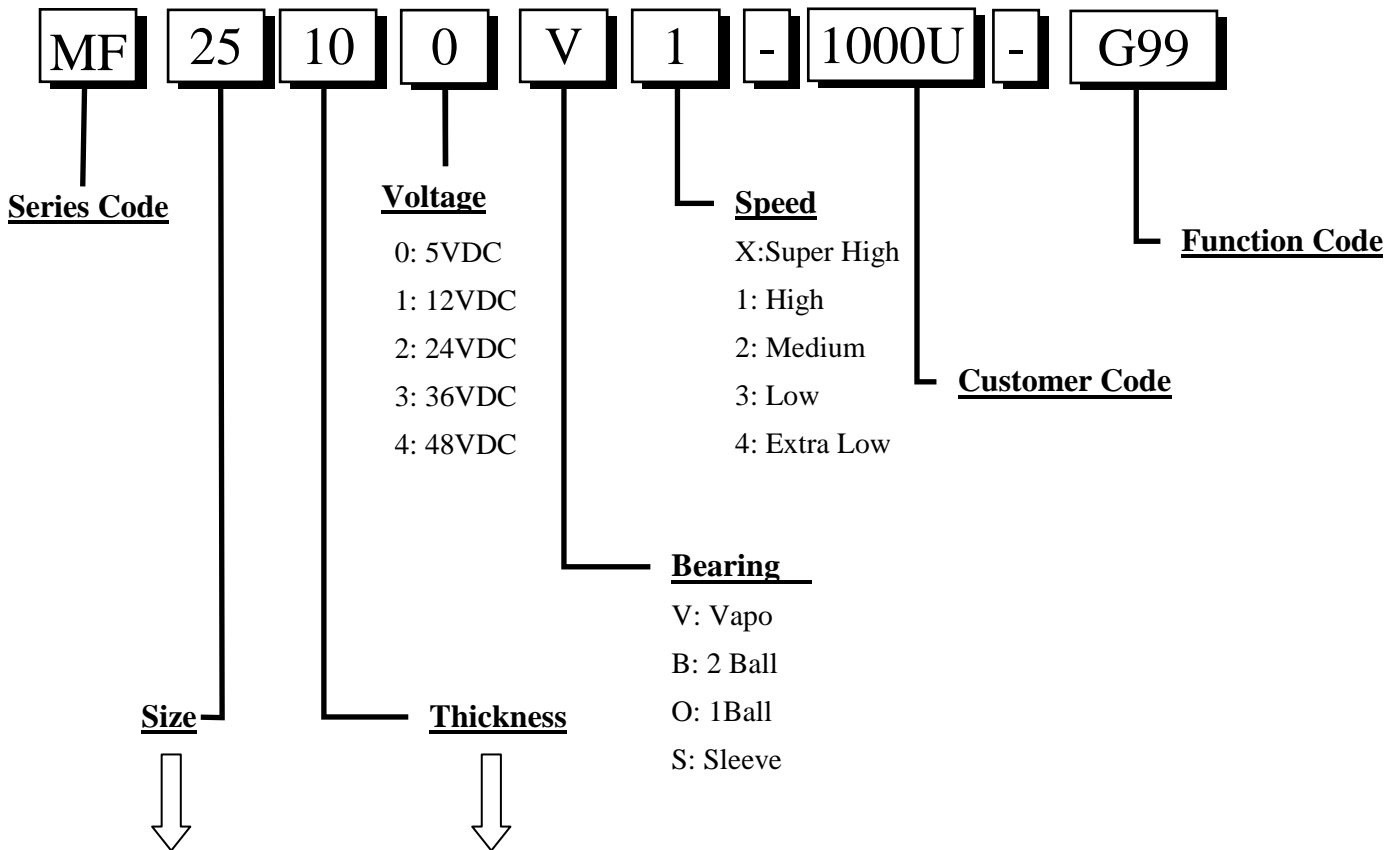 MF 25 10 0 V 1 - 1000U - G99
Series Code
Voltage
0: 5VDC
1: 12VDC
2: 24VDC
3: 36VDC
4: 48VDC
Speed
X:Super High
1: High
2: Medium
3: Low
4: Extra Low
Function Code
Customer Code
Bearing
V: Vapo
B: 2 Ball
O: 1Ball
S: Sleeve
Size
Thickness